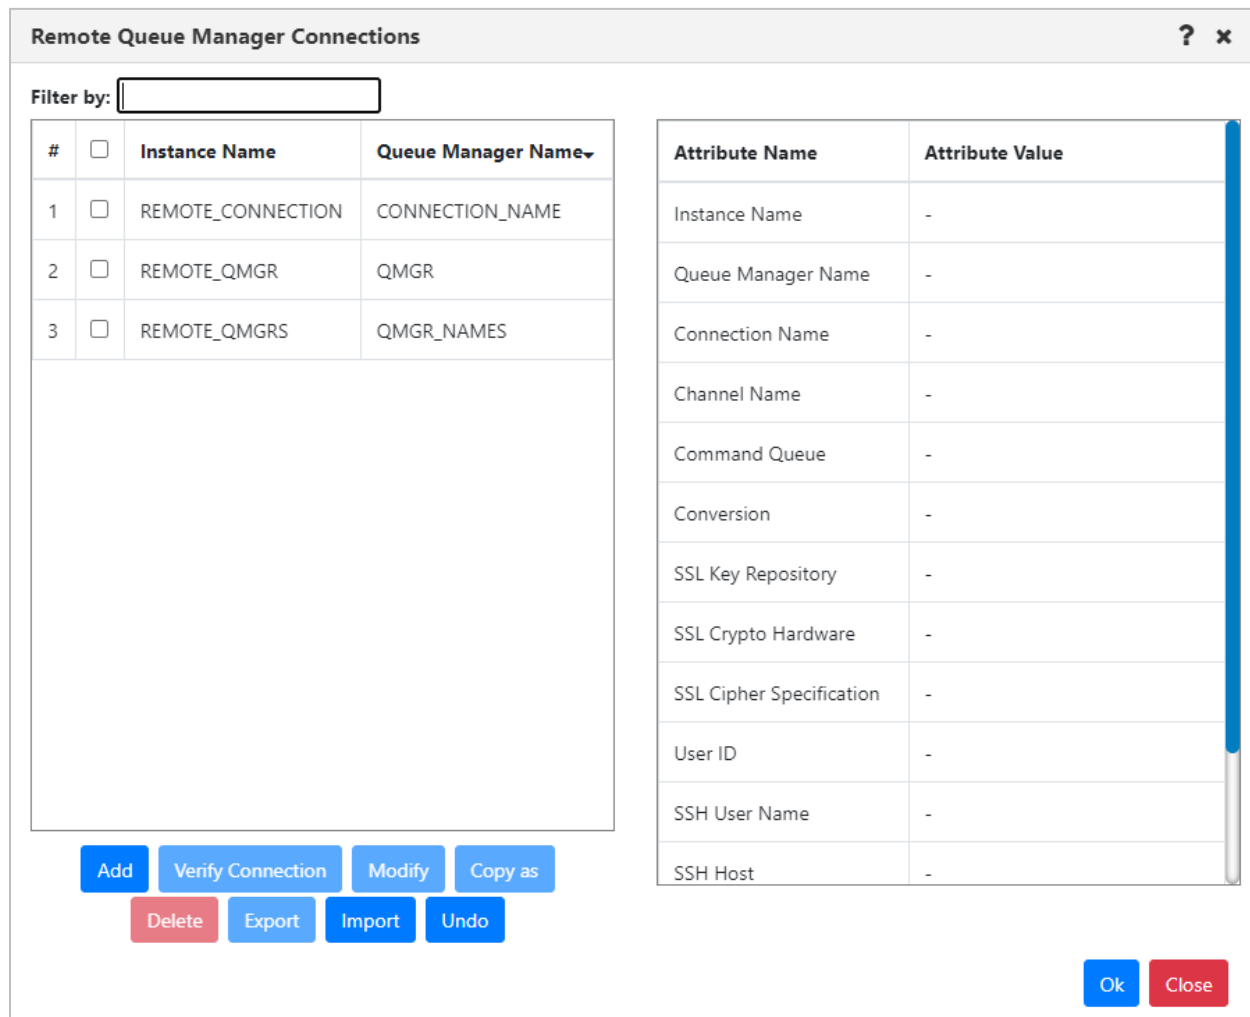 Remote Queue Manager Connections ? ×
Filter by:
# Instance Name Queue Manager Name
1 REMOTE_CONNECTION CONNECTION_NAME
2 REMOTE_QMGR QMGR
3 REMOTE_QMGRS QMGR_NAMES
Add Verify Connection Modify Copy as
Delete Export Import Undo
Attribute Name Attribute Value
Instance Name -
Queue Manager Name -
Connection Name -
Channel Name -
Command Queue -
Conversion -
SSL Key Repository -
SSL Crypto Hardware -
SSL Cipher Specification -
User ID -
SSH User Name -
SSH Host -
Ok Close